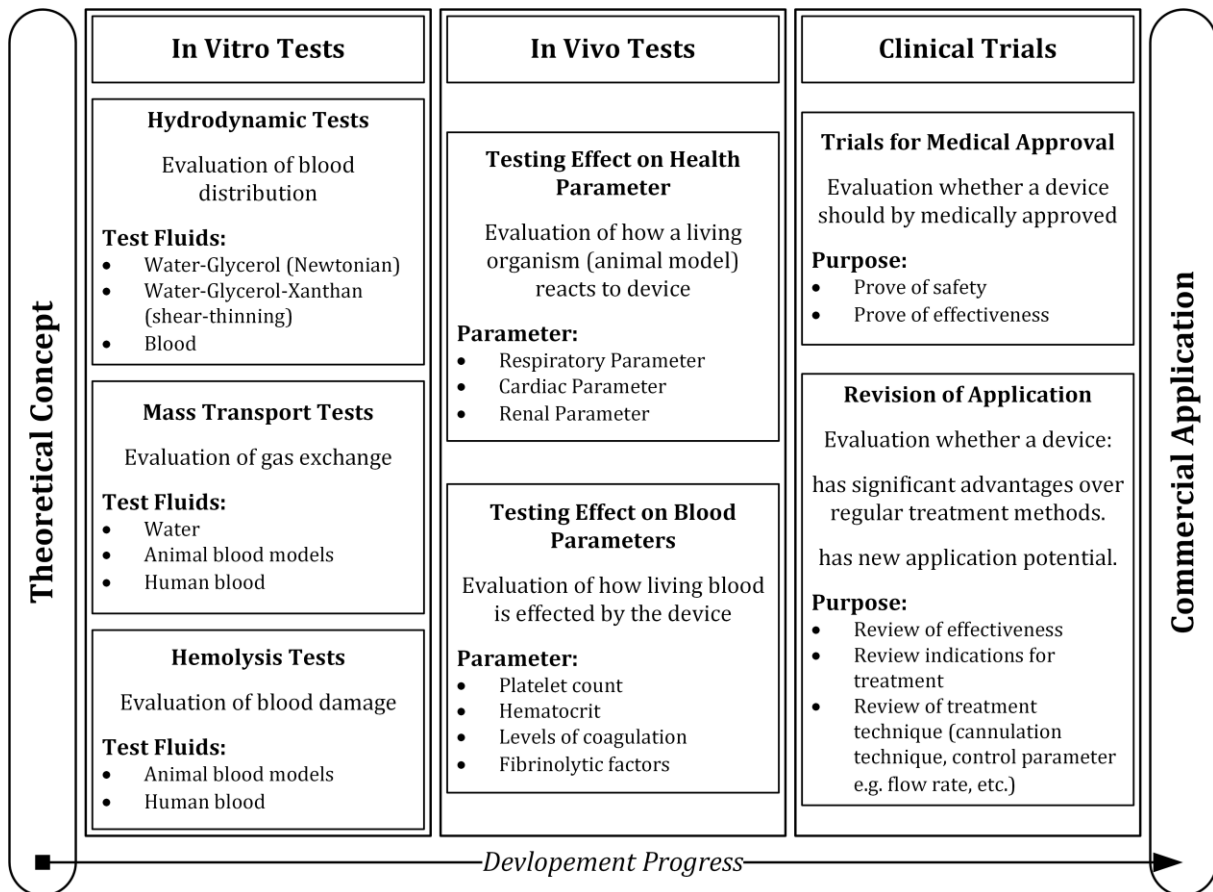 Theoretical Concept
In Vitro Tests
Hydrodynamic Tests
Evaluation of blood
distribution
Test Fluids:
• Water-Glycerol (Newtonian)
• Water-Glycerol-Xanthan
(shear-thinning)
• Blood
Mass Transport Tests
Evaluation of gas exchange
Test Fluids:
• Water
• Animal blood models
• Human blood
Hemolysis Tests
Evaluation of blood damage
Test Fluids:
• Animal blood models
• Human blood
In Vivo Tests
Testing Effect on Health
Parameter
Evaluation of how a living
organism (animal model)
reacts to device
Parameter:
• Respiratory Parameter
• Cardiac Parameter
• Renal Parameter
Testing Effect on Blood
Parameters
Evaluation of how living blood
is effected by the device
Parameter:
• Platelet count
• Hematocrit
• Levels of coagulation
• Fibrinolytic factors
Clinical Trials
Trials for Medical Approval
Evaluation whether a device
should by medically approved
Purpose:
• Prove of safety
• Prove of effectiveness
Revision of Application
Evaluation whether a device:
has significant advantages over
regular treatment methods.
has new application potential.
Purpose:
• Review of effectiveness
• Review indications for
treatment
• Review of treatment
technique (cannulation
technique, control parameter
e.g. flow rate, etc.)
Commercial Application
Devlopement Progress